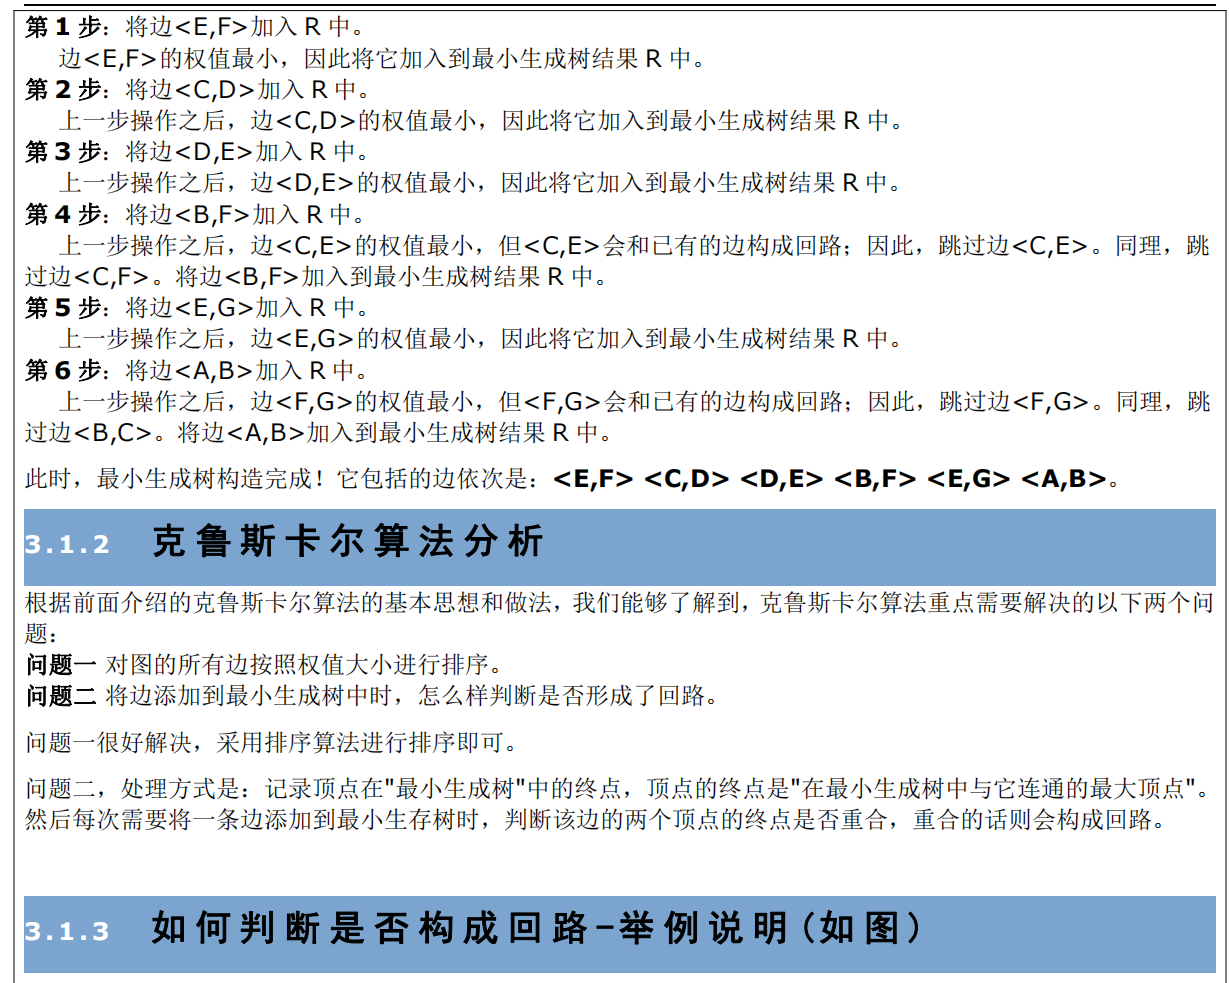 第 1 步：将边<E,F>加入 R 中。
边<E,F>的权值最小，因此将它加入到最小生成树结果 R 中。
第 2 步：将边<C,D>加入 R 中。
上一步操作之后，边<C,D>的权值最小，因此将它加入到最小生成树结果 R 中。
第 3 步：将边<D,E>加入 R 中。
上一步操作之后，边<D,E>的权值最小，因此将它加入到最小生成树结果 R 中。
第 4 步：将边<B,F>加入 R 中。
上一步操作之后，边<C,E>的权值最小，但<C,E>会和已有的边构成回路；因此，跳过边<C,E>。同理，跳
过边<C,F>。将边<B,F>加入到最小生成树结果 R 中。
第 5 步：将边<E,G>加入 R 中。
上一步操作之后，边<E,G>的权值最小，因此将它加入到最小生成树结果 R 中。
第 6 步：将边<A,B>加入 R 中。
上一步操作之后，边<F,G>的权值最小，但<F,G>会和已有的边构成回路；因此，跳过边<F,G>。同理，跳
过边<B,C>。将边<A,B>加入到最小生成树结果 R 中。
此时，最小生成树构造完成！它包括的边依次是：<E,F> <C,D> <D,E> <B,F> <E,G> <A,B>。
3.1.2 克鲁斯卡尔算法分析
根据前面介绍的克鲁斯卡尔算法的基本思想和做法，我们能够了解到，克鲁斯卡尔算法重点需要解决的以下两个问
题：
问题一 对图的所有边按照权值大小进行排序。
问题二 将边添加到最小生成树中时，怎么样判断是否形成了回路。
问题一很好解决，采用排序算法进行排序即可。
问题二，处理方式是：记录顶点在"最小生成树"中的终点，顶点的终点是"在最小生成树中与它连通的最大顶点"。
然后每次需要将一条边添加到最小生存树时，判断该边的两个顶点的终点是否重合，重合的话则会构成回路。
3.1.3 如何判断是否构成回路-举例说明(如图)